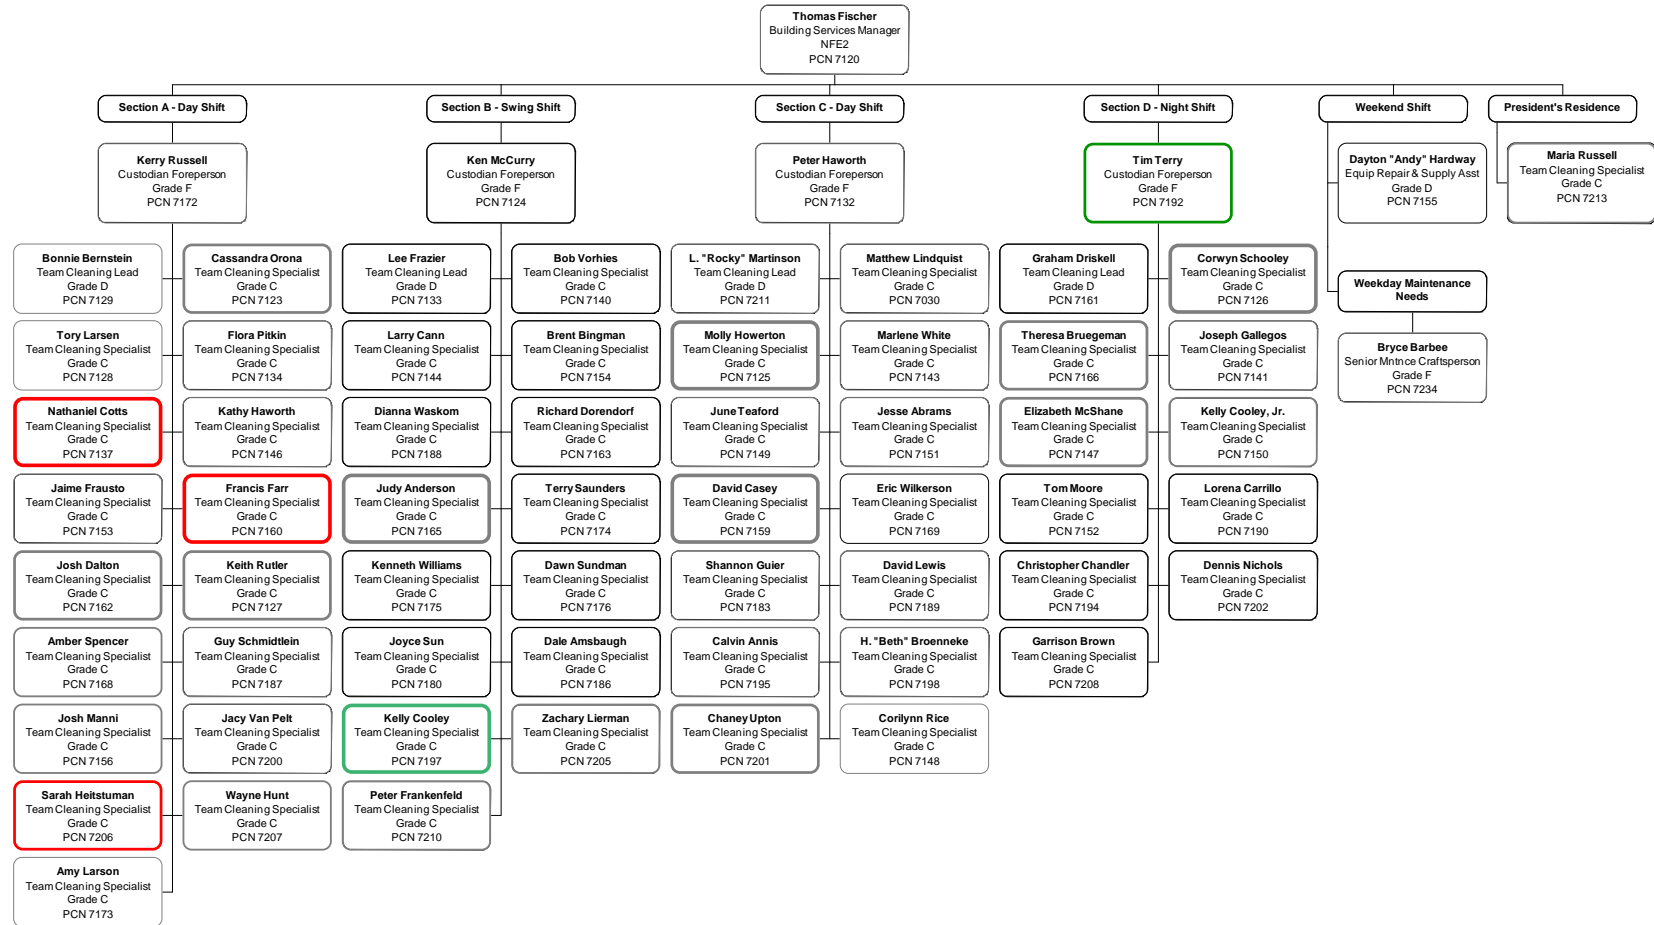 Thomas Fischer
Building Services Manager
NFE2
PCN 7120
Section A - Day Shift
Kerry Russell
Custodian Foreperson
Grade F
PCN 7172
Bonnie Bernstein
Team Cleaning Lead
Grade D
PCN 7129
Cassandra Orona
Team Cleaning Specialist
Grade C
PCN 7123
Tory Larsen
Team Cleaning Specialist
Grade C
PCN 7128
Flora Pitkin
Team Cleaning Specialist
Grade C
PCN 7134
Nathaniel Cotts
Team Cleaning Specialist
Grade C
PCN 7137
Kathy Haworth
Team Cleaning Specialist
Grade C
PCN 7146
Jaime Frausto
Team Cleaning Specialist
Grade C
PCN 7153
Francis Farr
Team Cleaning Specialist
Grade C
PCN 7160
Josh Dalton
Team Cleaning Specialist
Grade C
PCN 7162
Keith Rutler
Team Cleaning Specialist
Grade C
PCN 7127
Amber Spencer
Team Cleaning Specialist
Grade C
PCN 7168
Guy Schmidtlein
Team Cleaning Specialist
Grade C
PCN 7187
Josh Manni
Team Cleaning Specialist
Grade C
PCN 7156
Jacy Van Pelt
Team Cleaning Specialist
Grade C
PCN 7200
Sarah Heitstuman
Team Cleaning Specialist
Grade C
PCN 7206
Wayne Hunt
Team Cleaning Specialist
Grade C
PCN 7207
Amy Larson
Team Cleaning Specialist
Grade C
PCN 7173
Section B - Swing Shift
Ken McCurry
Custodian Foreperson
Grade F
PCN 7124
Lee Frazier
Team Cleaning Lead
Grade D
PCN 7133
Bob Vorhies
Team Cleaning Specialist
Grade C
PCN 7140
Larry Cann
Team Cleaning Specialist
Grade C
PCN 7144
Brent Bingman
Team Cleaning Specialist
Grade C
PCN 7154
Dianna Waskom
Team Cleaning Specialist
Grade C
PCN 7188
Richard Dorendorf
Team Cleaning Specialist
Grade C
PCN 7163
Judy Anderson
Team Cleaning Specialist
Grade C
PCN 7165
Terry Saunders
Team Cleaning Specialist
Grade C
PCN 7174
Kenneth Williams
Team Cleaning Specialist
Grade C
PCN 7175
Dawn Sundman
Team Cleaning Specialist
Grade C
PCN 7176
Joyce Sun
Team Cleaning Specialist
Grade C
PCN 7180
Dale Amsbaugh
Team Cleaning Specialist
Grade C
PCN 7186
Kelly Cooley
Team Cleaning Specialist
Grade C
PCN 7197
Zachary Lierman
Team Cleaning Specialist
Grade C
PCN 7205
Peter Frankenfeld
Team Cleaning Specialist
Grade C
PCN 7210
Section C - Day Shift
Peter Haworth
Custodian Foreperson
Grade F
PCN 7132
L. "Rocky" Martinson
Team Cleaning Lead
Grade D
PCN 7211
Matthew Lindquist
Team Cleaning Specialist
Grade C
PCN 7030
Molly Howerton
Team Cleaning Specialist
Grade C
PCN 7125
Marlene White
Team Cleaning Specialist
Grade C
PCN 7143
June Teaford
Team Cleaning Specialist
Grade C
PCN 7149
Jesse Abrams
Team Cleaning Specialist
Grade C
PCN 7151
David Casey
Team Cleaning Specialist
Grade C
PCN 7159
Eric Wilkerson
Team Cleaning Specialist
Grade C
PCN 7169
Shannon Guier
Team Cleaning Specialist
Grade C
PCN 7183
David Lewis
Team Cleaning Specialist
Grade C
PCN 7189
Calvin Annis
Team Cleaning Specialist
Grade C
PCN 7195
H. "Beth" Broenneke
Team Cleaning Specialist
Grade C
PCN 7198
Chaney Upton
Team Cleaning Specialist
Grade C
PCN 7201
Corilynn Rice
Team Cleaning Specialist
Grade C
PCN 7148
Section D - Night Shift
Tim Terry
Custodian Foreperson
Grade F
PCN 7192
Graham Driskell
Team Cleaning Lead
Grade D
PCN 7161
Corwyn Schooley
Team Cleaning Specialist
Grade C
PCN 7126
Theresa Bruegeman
Team Cleaning Specialist
Grade C
PCN 7166
Joseph Gallegos
Team Cleaning Specialist
Grade C
PCN 7141
Elizabeth McShane
Team Cleaning Specialist
Grade C
PCN 7147
Kelly Cooley, Jr.
Team Cleaning Specialist
Grade C
PCN 7150
Tom Moore
Team Cleaning Specialist
Grade C
PCN 7152
Lorena Carrillo
Team Cleaning Specialist
Grade C
PCN 7190
Christopher Chandler
Team Cleaning Specialist
Grade C
PCN 7194
Dennis Nichols
Team Cleaning Specialist
Grade C
PCN 7202
Garrison Brown
Team Cleaning Specialist
Grade C
PCN 7208
Weekend Shift
Dayton "Andy" Hardway
Equip Repair & Supply Asst
Grade D
PCN 7155
Weekday Maintenance
Needs
Bryce Barbee
Senior Mntnce Craftsperson
Grade F
PCN 7234
President's Residence
Maria Russell
Team Cleaning Specialist
Grade C
PCN 7213